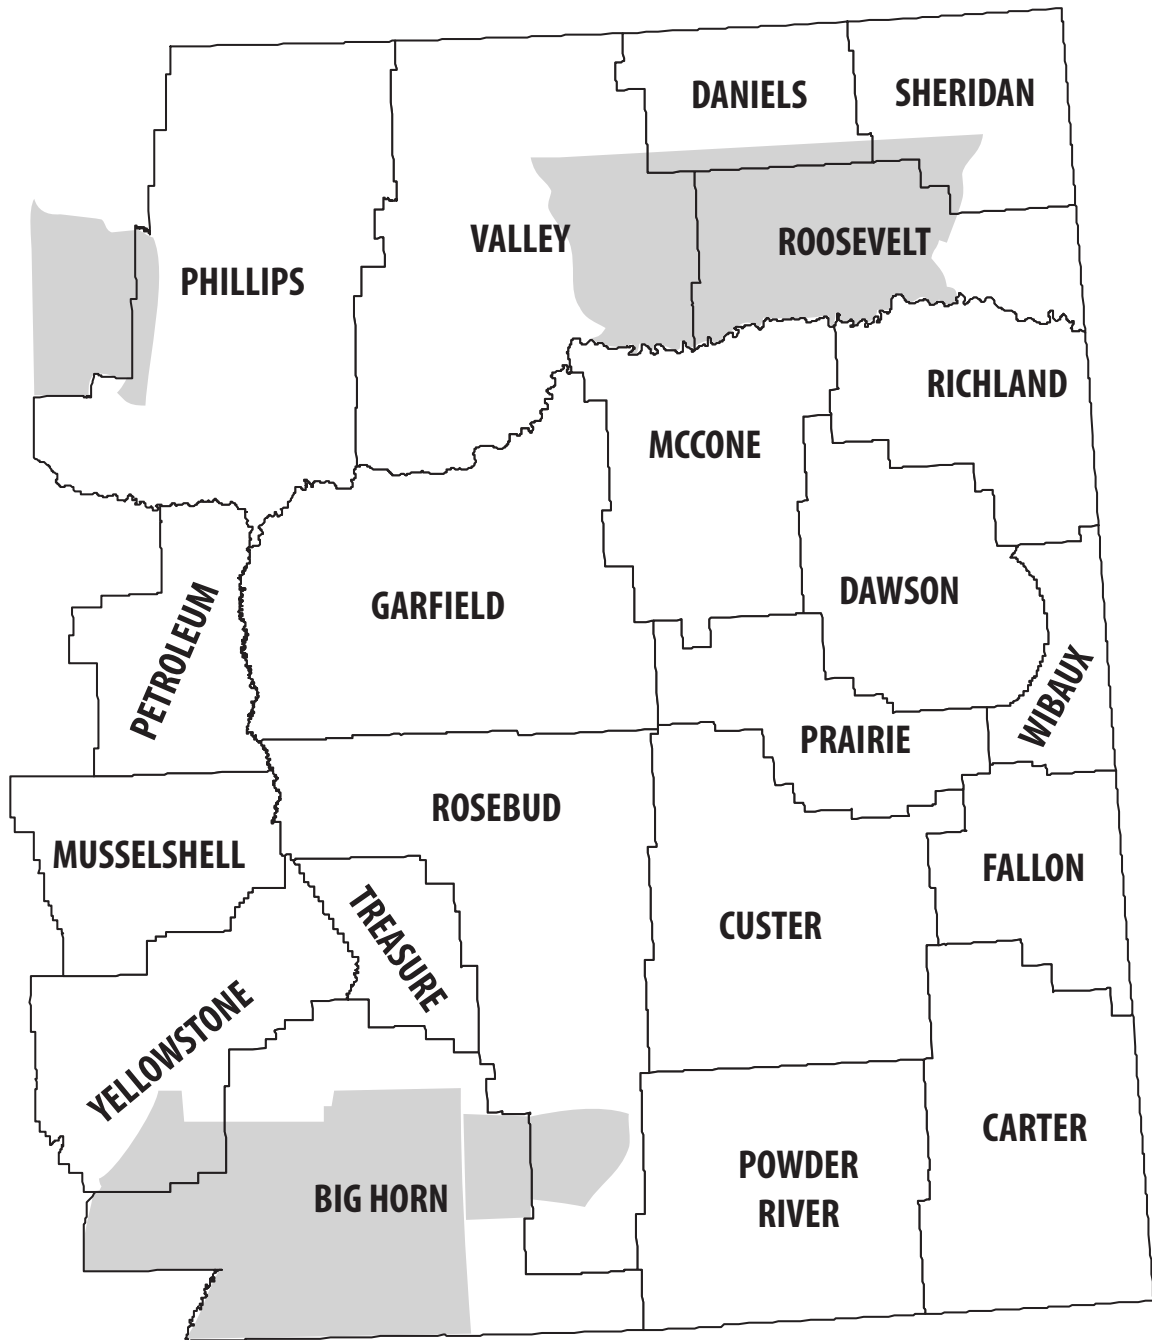 DANIELS
SHERIDAN
VALLEY
ROOSEVELT
PHILLIPS
RICHLAND
MCCONE
GARFIELD
DAWSON
PETROLEUM
WIBAUX
PRAIRIE
ROSEBUD
MUSSELSHELL
FALLON
TREASURE
CUSTER
YELLOWSTONE
CARTER
POWDER
RIVER
BIG HORN